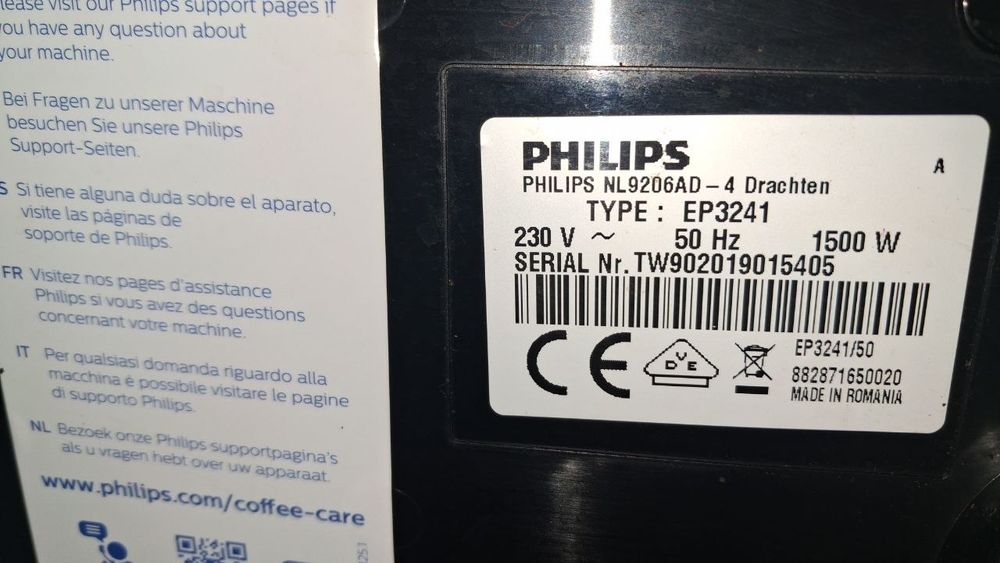 Please visit our Philips support pages if
you have any question about
your machine.
Bei Fragen zu unserer Maschine
besuchen Sie unsere Philips
Support-Seiten.
S Si tiene alguna duda sobre el aparato,
visite las páginas de
soporte de Philips.
FR Visitez nos pages d'assistance
Philips si vous avez des questions
concernant votre machine.
IT Per qualsiasi domanda riguardo alla
macchina è possibile visitare le pagine
di supporto Philips.
NL Bezoek onze Philips supportpagina's
als u vragen hebt over uw apparaat.
www.philips.com/coffee-care
PHILIPS
A
PHILIPS NL9206AD-4 Drachten
TYPE: EP3241
230 V ~ 50 Hz 1500 W
SERIAL Nr. TW902019015405
CE
VDE
EP3241/50
882871650020
MADE IN ROMANIA